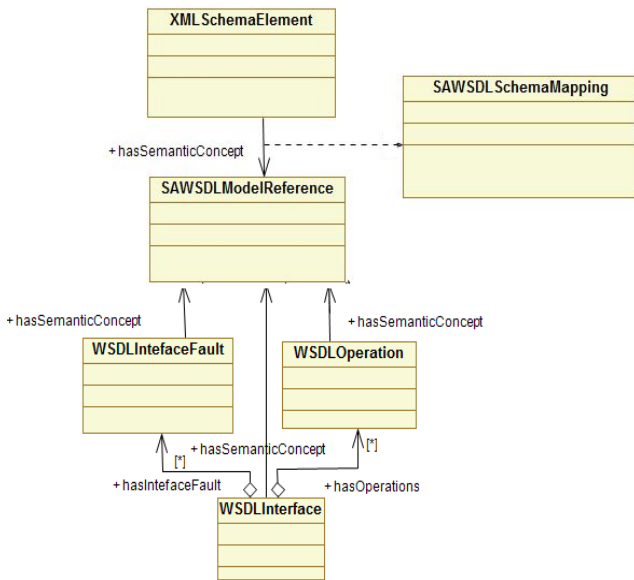 XMLSchemaElement
SAWSDLSchemaMapping
+ hasSemanticConcept
SAWSDLModelReference
+ hasSemanticConcept
+ hasSemanticConcept
WSDLIntefaceFault
WSDLOperation
+ hasSemanticConcept
[*]
[*]
+ hasIntefaceFault
+ hasOperations
WSDLInterface